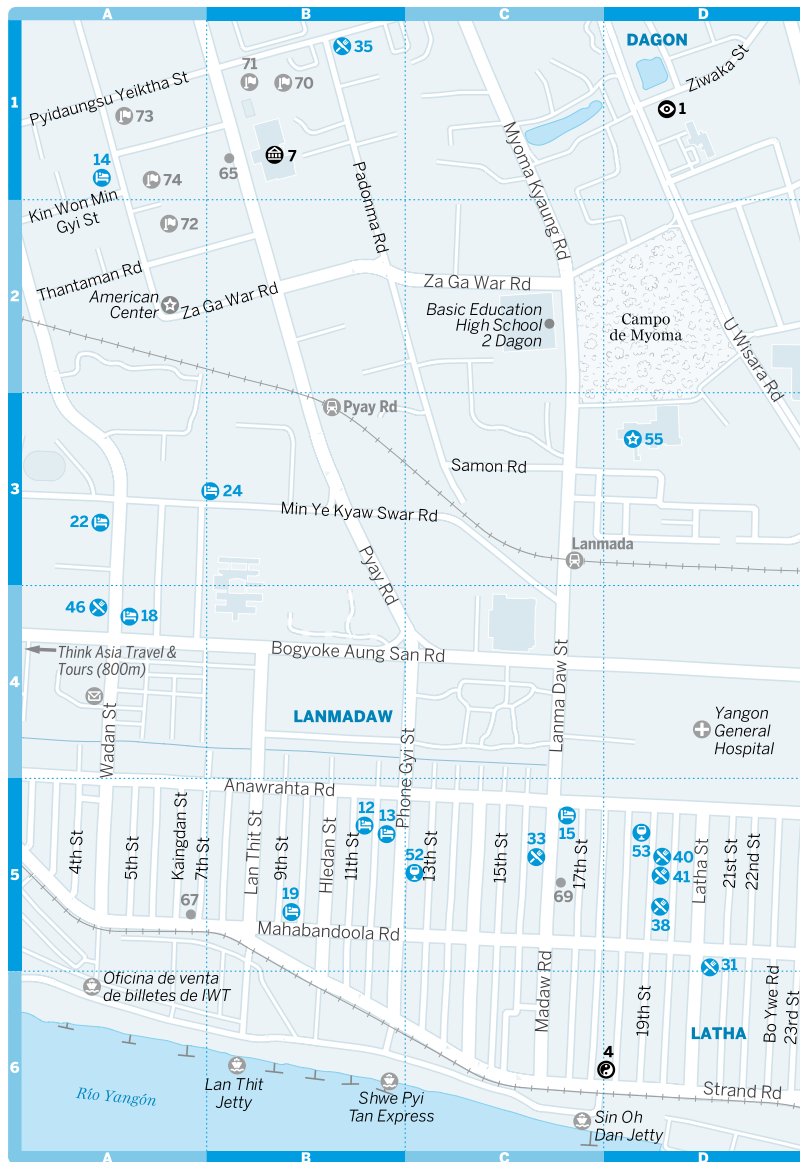 A
B
C
D
DAGON
35
71
70
Ziwaka St
Pyidaungsu Yeiktha St
1
73
1
7
14
74
65
Padonma Rd
Myoma Kyaung Rd
Kin Won Min
Gyi St
72
Thantaman Rd
Za Ga War Rd
Za Ga War Rd
2
American
Center
Basic Education
High School
2 Dagon
Campo
de Myoma
U Wisara Rd
Pyay Rd
55
Samon Rd
3
24
22
Min Ye Kyaw Swar Rd
Lanmada
Pyay Rd
46
18
Think Asia Travel &
Tours (800m)
Bogyoke Aung San Rd
4
Lanma Daw St
LANMADAW
Wadan St
Phone Gyi St
Yangon
General
Hospital
Anawrahta Rd
12
13
15
33
53
40
41
38
52
4th St
5th St
Kaingdan St
7th St
Lan Thit St
9th St
Hledan St
11th St
13th St
15th St
17th St
Latha St
21st St
22nd St
5
69
67
19
Mahabandoola Rd
31
Oficina de venta
de billetes de IWT
Madaw Rd
19th St
Bo Ywe Rd
23rd St
LATHA
4
6
Lan Thit
Jetty
Shwe Pyi
Tan Express
Strand Rd
Río Yangón
Sin Oh
Dan Jetty
A
B
C
D